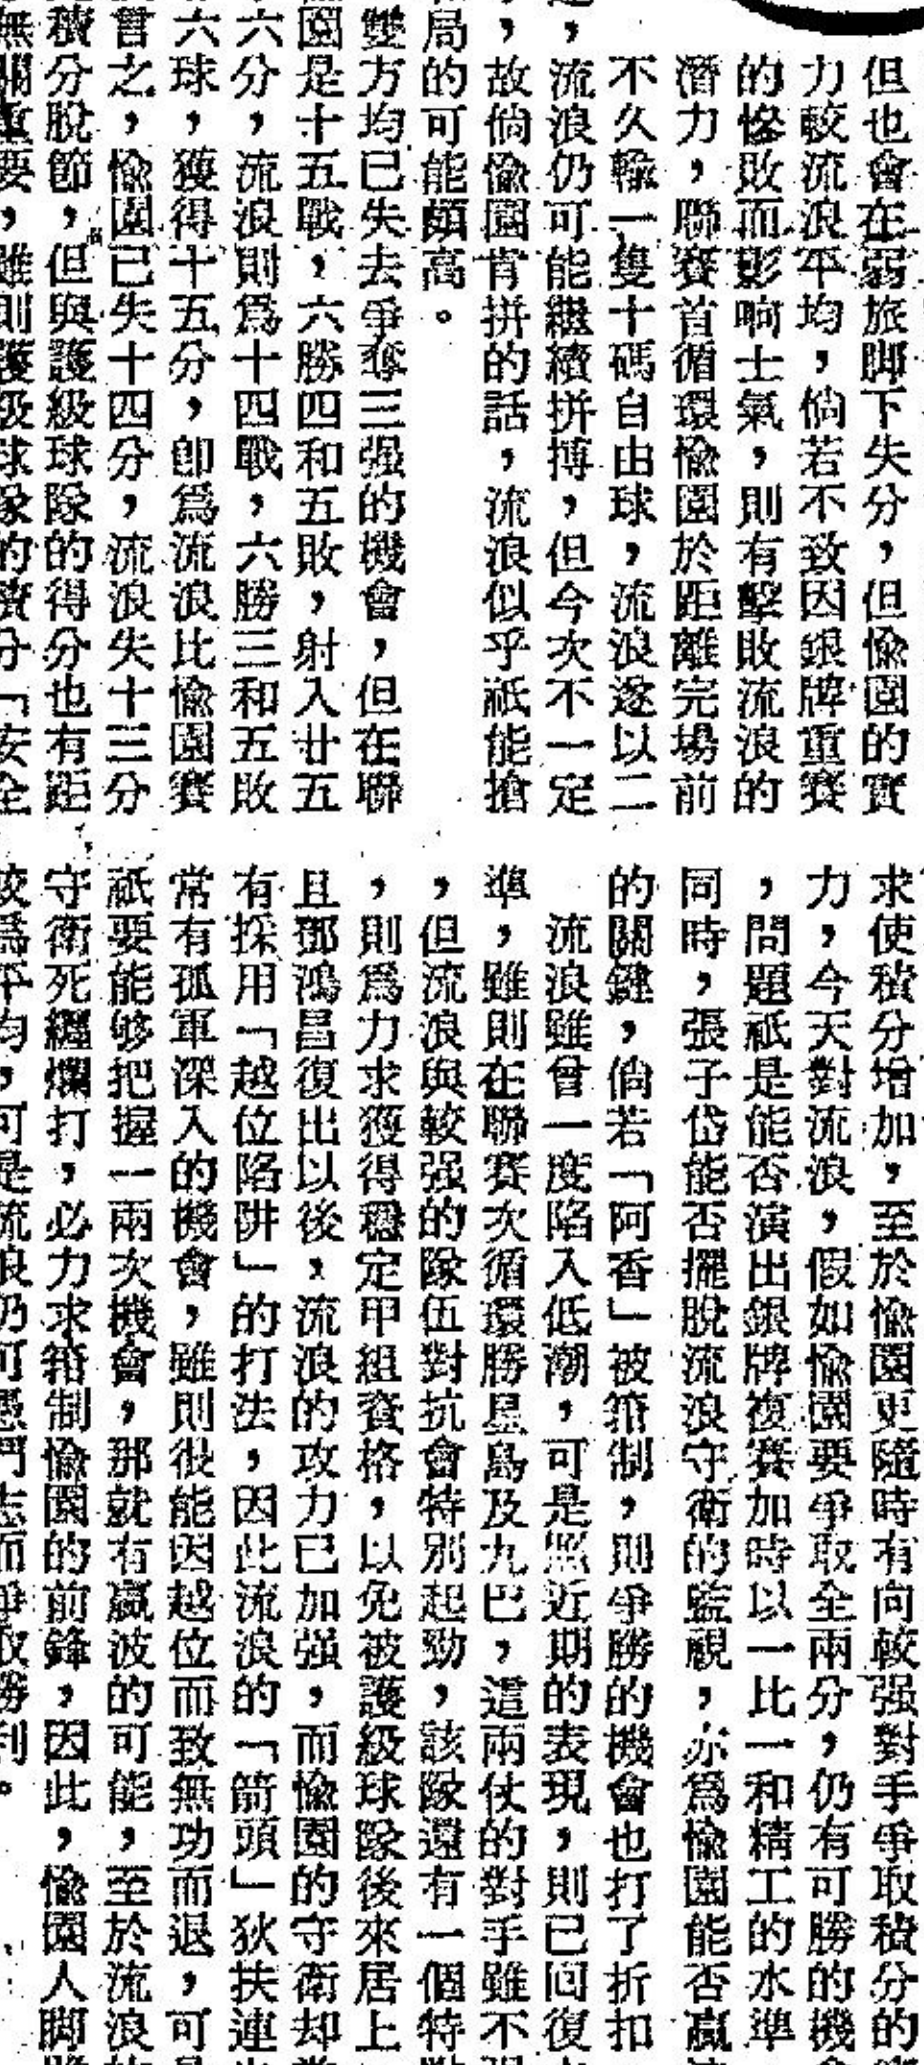 但也會在弱旅脚下失分，但愉園的實
力較流浪平均，倘若不致因銀牌重賽
的慘敗而影响士氣，則有擊敗流浪的
潛力，聯賽首循環愉園於距離完場前
不久輸一隻十碼自由球，流浪遂以二
，流浪仍可能繼續拼搏，但今次不一定
，故倘愉園肯拼的話，流浪似乎祇能搶
局的可能頗高。
雙方均已失去爭奪三强的機會，但在聯
園是十五戰，六勝四和五敗，射入廿五
六分，流浪則爲十四戰，六勝三和五敗
六球，獲得十五分，卽爲流浪比愉園賽
言之，愉園已失十四分，流浪失十三分
積分脫節，但與護級球隊的得分也有距
無關重要，雖則護級球隊的積分「安全
求使積分增加，至於愉園更隨時有向較强對手爭取積分的
力，今天對流浪，假如愉園要爭取全兩分，仍有可勝的機
，問題祇是能否演出銀牌複賽加時以一比一和精工的水準
同時，張子岱能否擺脫流浪守衛的監視，亦爲愉園能否贏
的關鍵，倘若「阿香」被箝制，則爭勝的機會也打了折扣
流浪雖曾一度陷入低潮，可是照近期的表現，則已回復
準，雖則在聯賽次循環勝星島及九巴，這兩仗的對手雖不
，但流浪與較强的隊伍對抗會特別起勁，該隊還有一個特
，則爲力求獲得穩定甲組資格，以免被護級球隊後來居上
且鄧鴻昌復出以後，流浪的攻力已加强，而愉園的守衛却
有採用「越位陷阱」的打法，因此流浪的「箭頭」狄扶連
常有孤軍深入的機會，雖則很能因越位而致無功而退，可
祇要能够把握一兩次機會，那就有贏波的可能，至於流浪
守衛死纏爛打，必力求箝制愉園的前鋒，因此，愉園人脚
較爲平均，可是流浪仍可憑鬥志而爭取勝利。